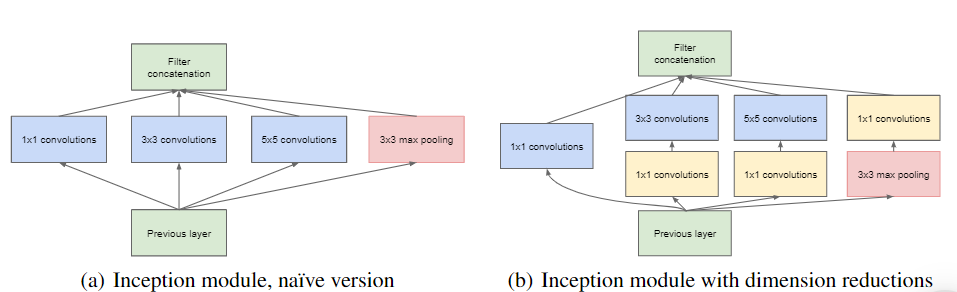 Filter
concatenation
1x1 convolutions
3x3 convolutions
5x5 convolutions
3x3 max pooling
Previous layer
(a) Inception module, naïve version
Filter
concatenation
3x3 convolutions
5x5 convolutions
1x1 convolutions
1x1 convolutions
1x1 convolutions
1x1 convolutions
3x3 max pooling
Previous layer
(b) Inception module with dimension reductions